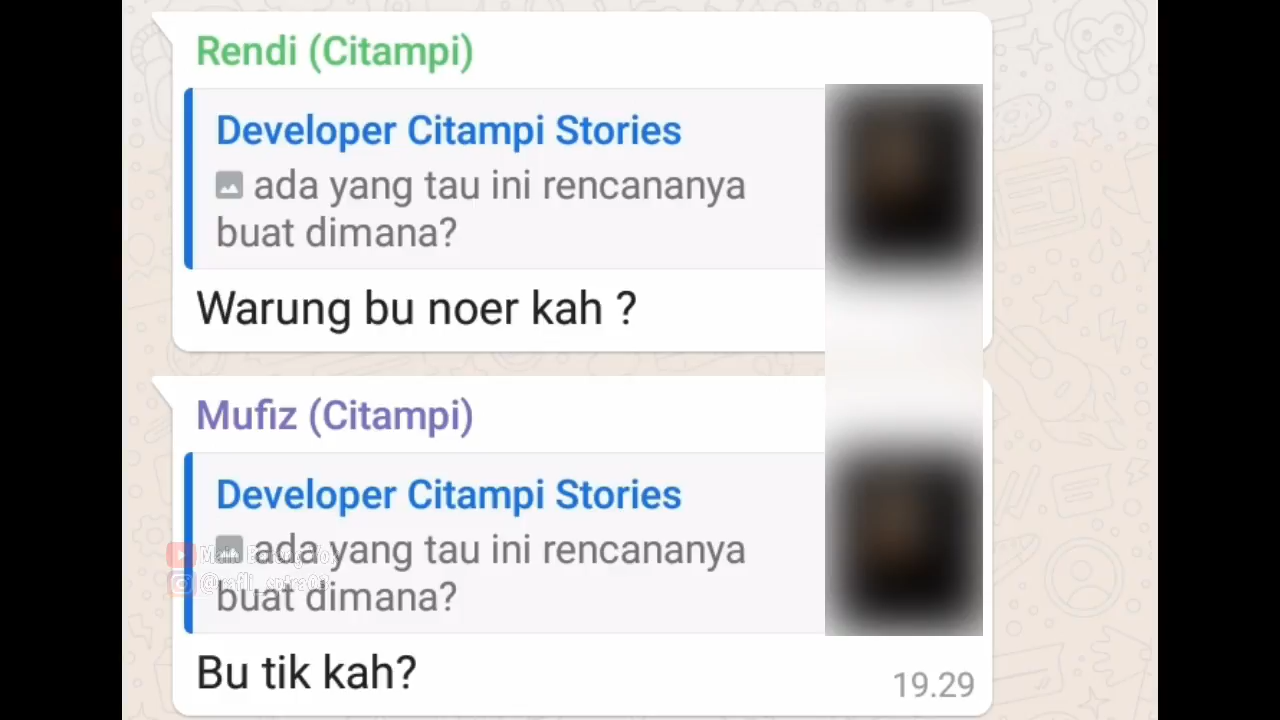 Rendi (Citampi)
Developer Citampi Stories
ada yang tau ini rencananya
buat dimana?
Warung bu noer kah ?
Mufiz (Citampi)
Developer Citampi Stories
ada yang tau ini rencananya
buat dimana?
Bu tik kah?
19.29